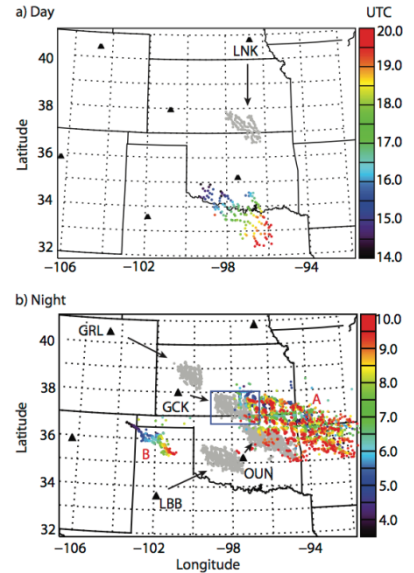 a) Day
UTC
LNK
40
38
36
34
32
Latitude
−106
−102
−98
−94
20.0
19.0
18.0
17.0
16.0
15.0
14.0
b) Night
GRL
GCK
A
B
OUN
LBB
40
38
36
34
32
Latitude
−106
−102
−98
−94
Longitude
10.0
9.0
8.0
7.0
6.0
5.0
4.0